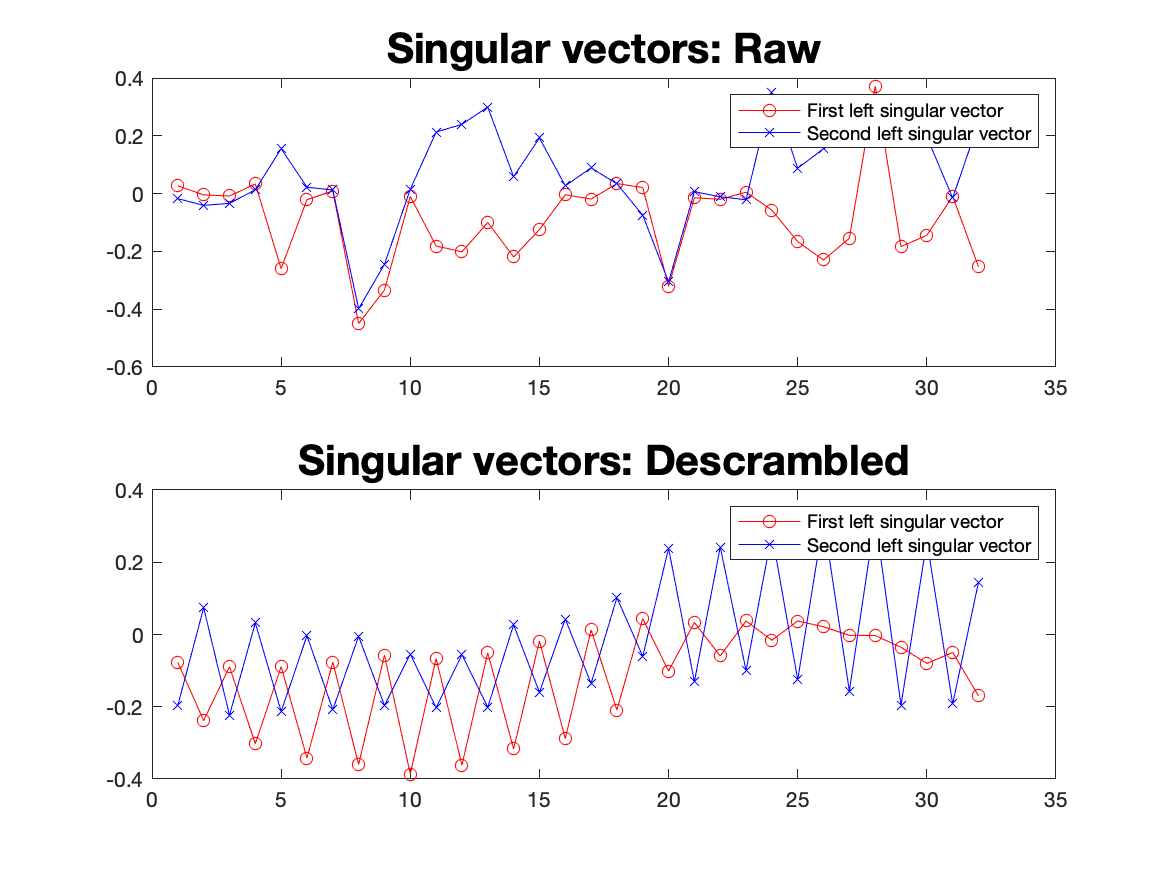 Singular vectors: Raw
0.4
0.2
0
-0.2
-0.4
-0.6
First left singular vector
Second left singular vector
0 5 10 15 20 25 30 35
Singular vectors: Descrambled
0.4
0.2
0
-0.2
-0.4
First left singular vector
Second left singular vector
0 5 10 15 20 25 30 35